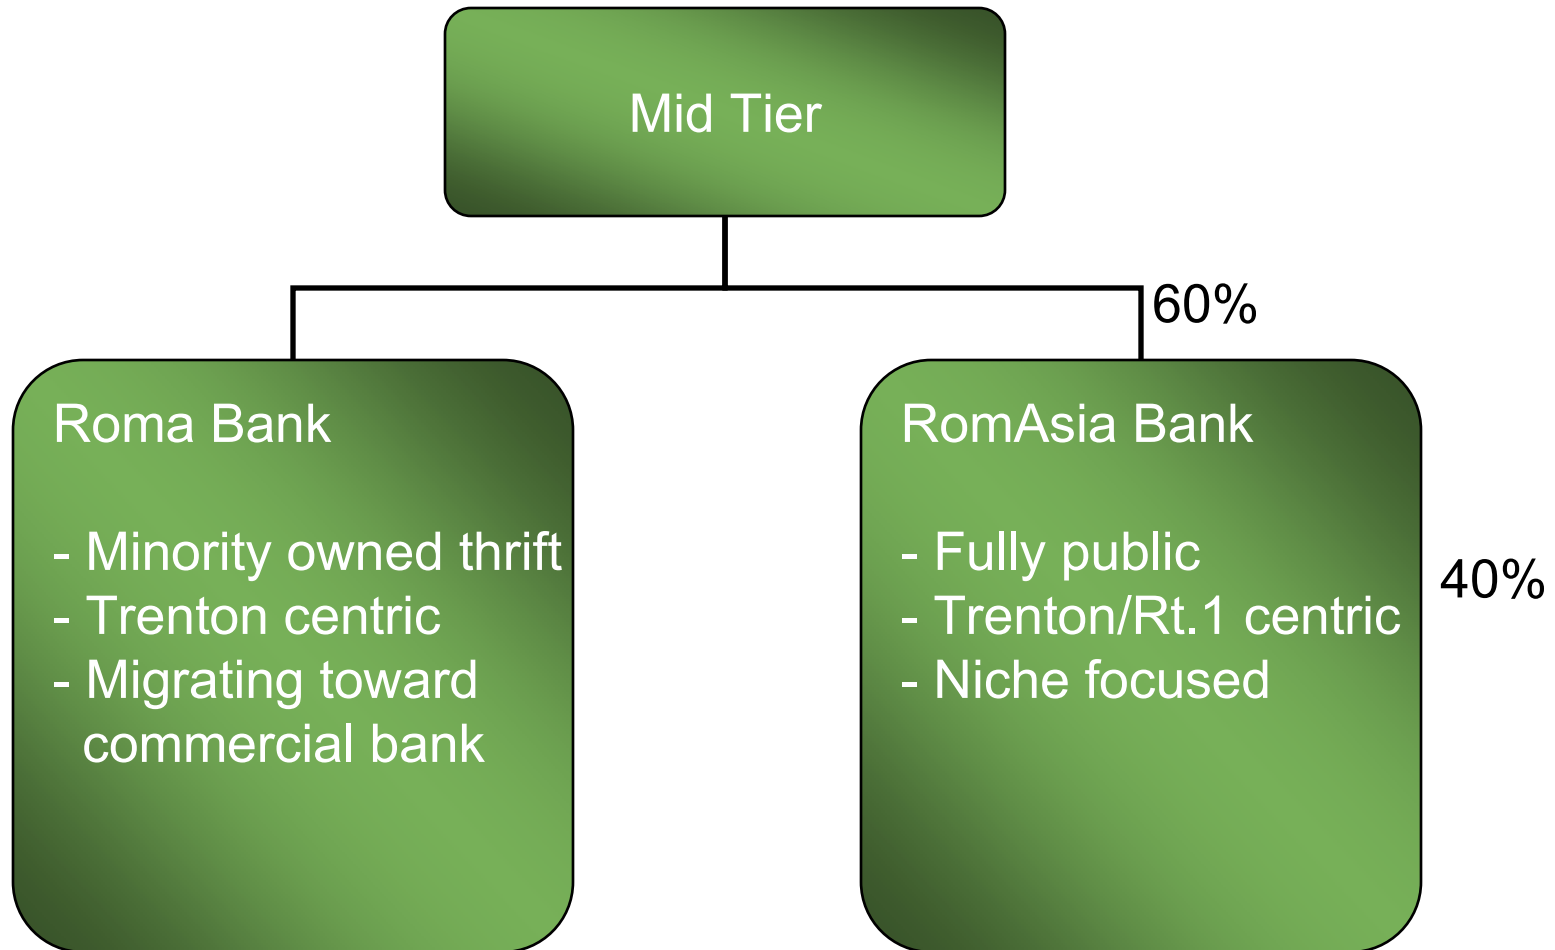 Mid Tier
60%
Roma Bank
- Minority owned thrift
- Trenton centric
- Migrating toward
commercial bank
RomAsia Bank
- Fully public
- Trenton/Rt.1 centric
- Niche focused
40%